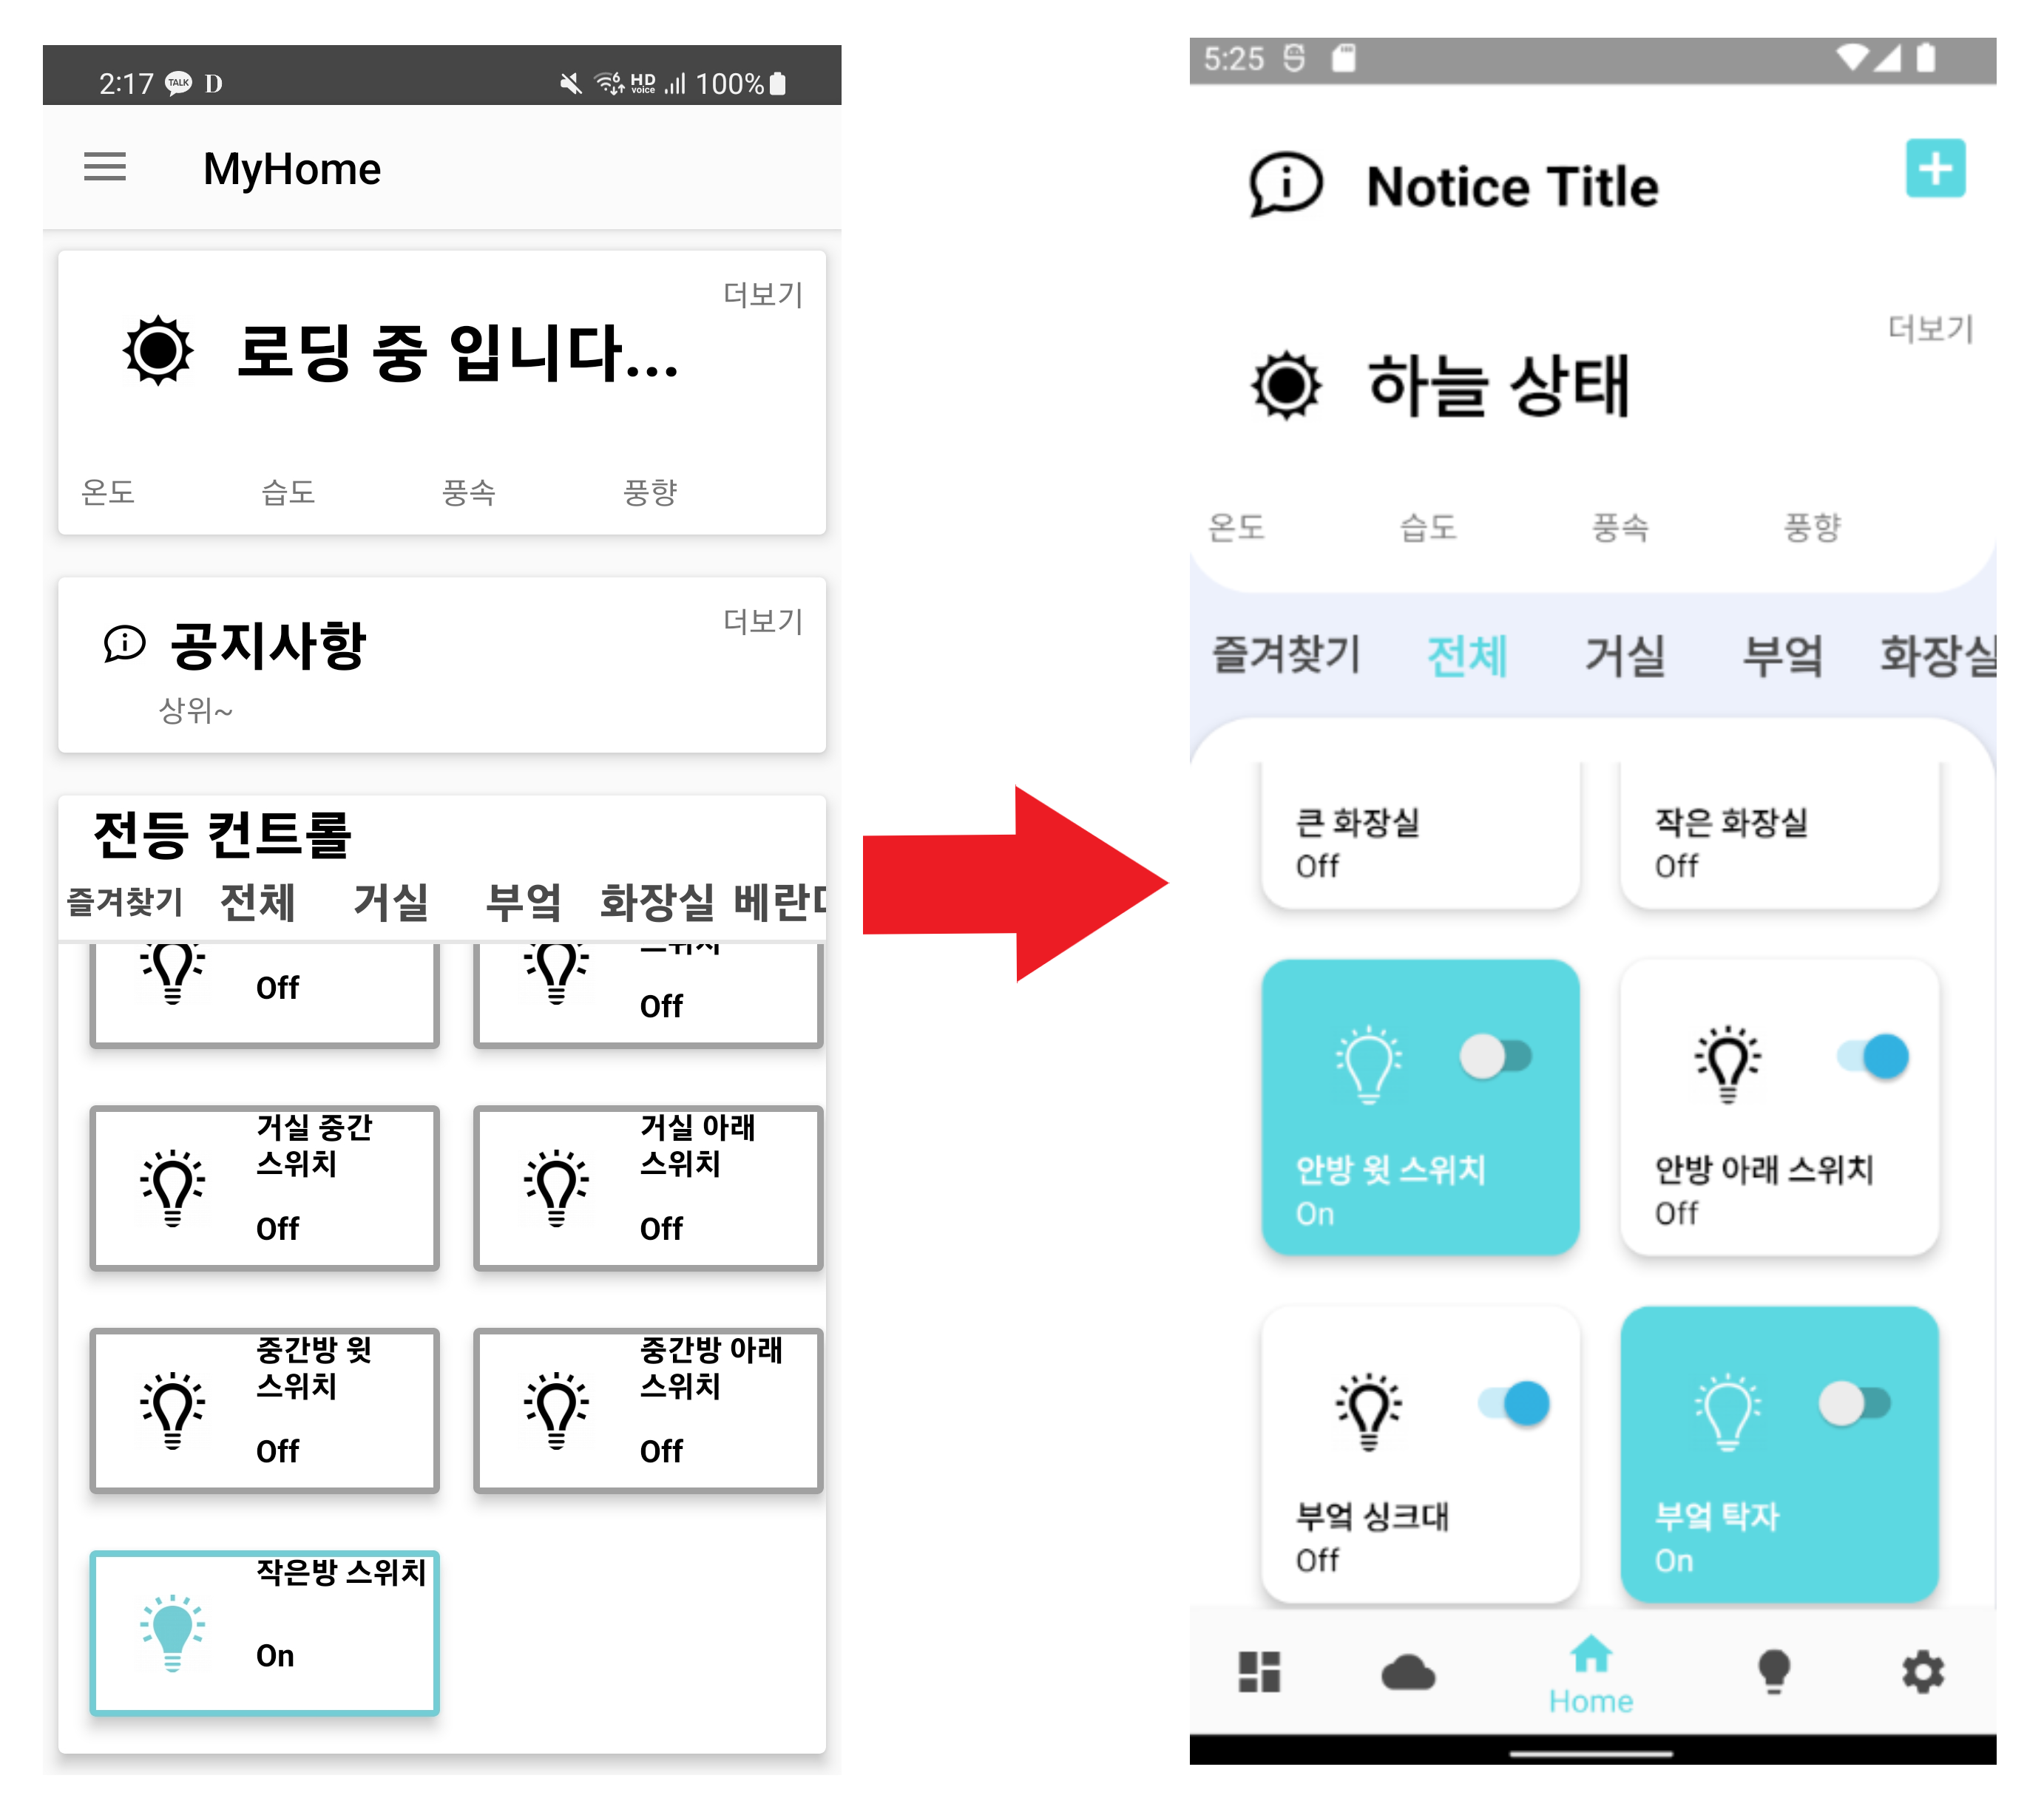 2:17 TALK D 6 HD voice 100%
MyHome
더보기
로딩 중 입니다...
온도 습도 풍속 풍향
더보기
공지사항
상위~
전등 컨트롤
즐겨찾기 전체 거실 부엌 화장실
Off
Off
거실 중간
스위치
Off
거실 아래
스위치
Off
중간방 윗
스위치
Off
중간방 아래
스위치
Off
작은방 스위치
On
5:25
Notice Title
더보기
하늘 상태
온도 습도 풍속 풍향
즐겨찾기 전체 거실 부엌 화장실
큰 화장실
Off
작은 화장실
Off
안방 윗 스위치
On
안방 아래 스위치
Off
부엌 싱크대
Off
부엌 탁자
On
Home